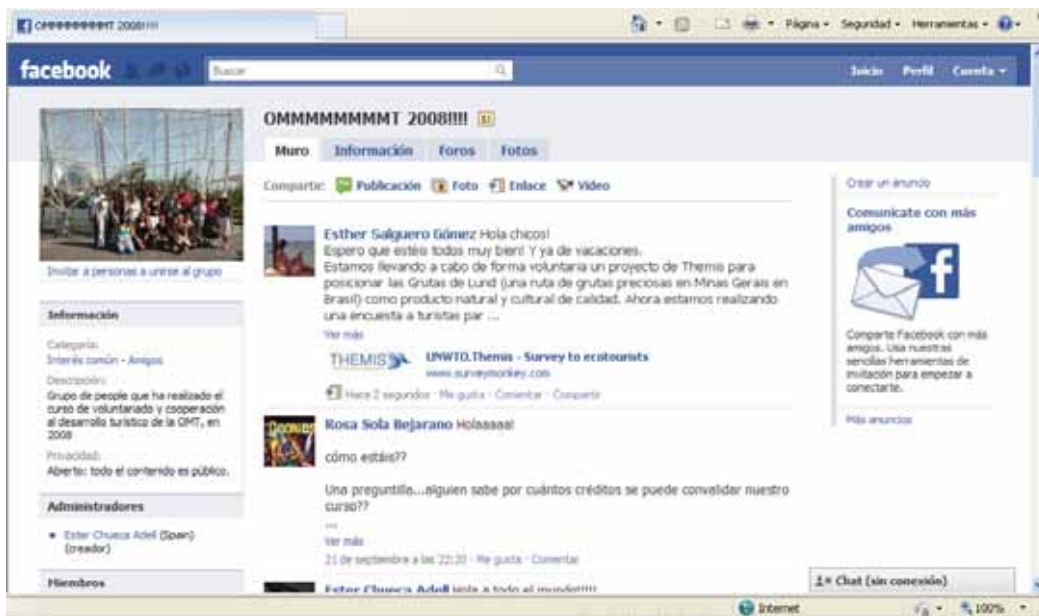 OMMMMMMMMT 2008!!!!
Página Seguridad Herramientas
facebook
Buscar
Inicio Perfil Cuenta
OMMMMMMMMT 2008!!!!
Muro Información Foros Fotos
Compartir: Publicación Foto Enlace Vídeo
Invitar a personas a unirse al grupo
Información
Categoría:
Interés común - Amigos
Descripción:
Grupo de people que ha realizado el
curso de voluntariado y cooperación
al desarrollo turístico de la OMT, en
2008
Privacidad:
Abierto: todo el contenido es público.
Administradores
Ester Chueca Adell (Spain)
(creador)
Miembros
Esther Salguero Gómez Hola chicos!
Espero que estéis todos muy bien! Y ya de vacaciones.
Estamos llevando a cabo de forma voluntaria un proyecto de Themis para
posicionar las Grutas de Lund (una ruta de grutas preciosas en Minas Gerais en
Brasil) como producto natural y cultural de calidad. Ahora estamos realizando
una encuesta a turistas par ...
Ver más
THEMIS
UNWTO.Themis - Survey to ecotourists
www.surveymonkey.com
Hace 2 segundos · Me gusta · Comentar · Compartir
Rosa Sola Bejarano Holaaaaa!
cómo estáis??
Una preguntilla...alguien sabe por cuántos créditos se puede convalidar nuestro
curso??
...
Ver más
21 de septiembre a las 22:20 · Me gusta · Comentar
Ester Chueca Adell Hola a todo el mundo!!!!!
Crear un anuncio
Comunícate con más
amigos
Comparte Facebook con más
amigos. Usa nuestras
sencillas herramientas de
invitación para empezar a
conectarte.
Más anuncios
Chat (sin conexión)
Internet
100%